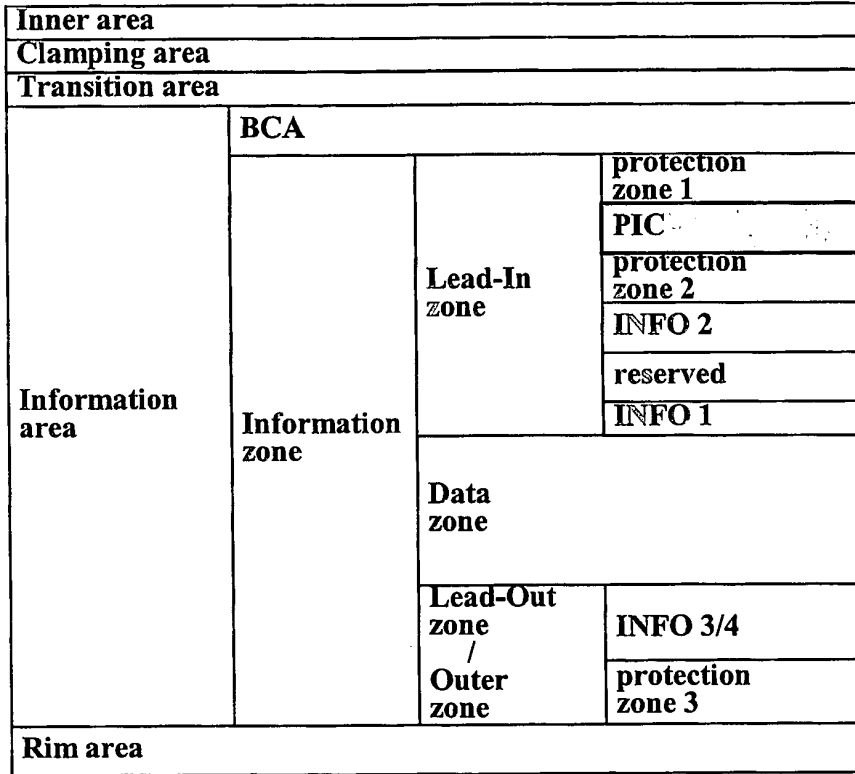 Inner area
Clamping area
Transition area
BCA
protection
zone 1
PIC
Lead-In
zone
protection
zone 2
INFO 2
reserved
INFO 1
Information
area
Information
zone
Data
zone
Lead-Out
zone
/
Outer
zone
INFO 3/4
protection
zone 3
Rim area